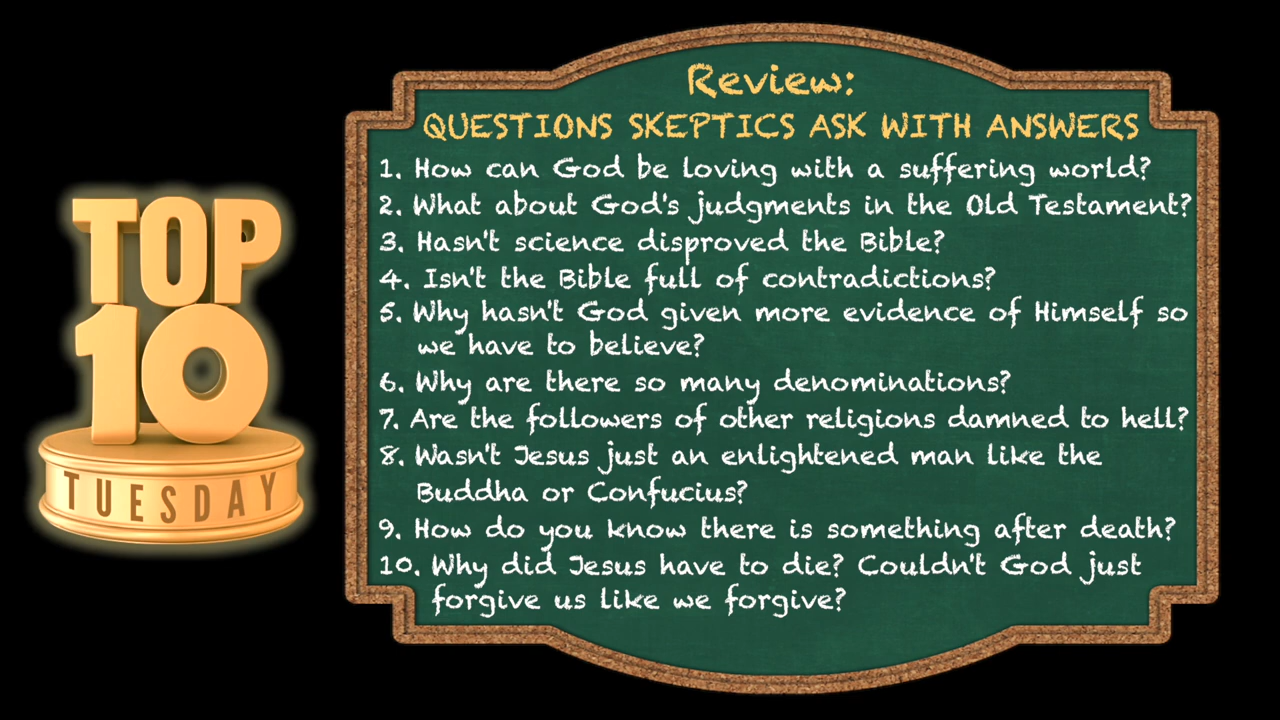 TOP
10
TUESDAY
Review:
QUESTIONS SKEPTICS ASK WITH ANSWERS
1. How can God be loving with a suffering world?
2. What about God's judgments in the Old Testament?
3. Hasn't science disproved the Bible?
4. Isn't the Bible full of contradictions?
5. Why hasn't God given more evidence of Himself so
we have to believe?
6. Why are there so many denominations?
7. Are the followers of other religions damned to hell?
8. Wasn't Jesus just an enlightened man like the
Buddha or Confucius?
9. How do you know there is something after death?
10. Why did Jesus have to die? Couldn't God just
forgive us like we forgive?